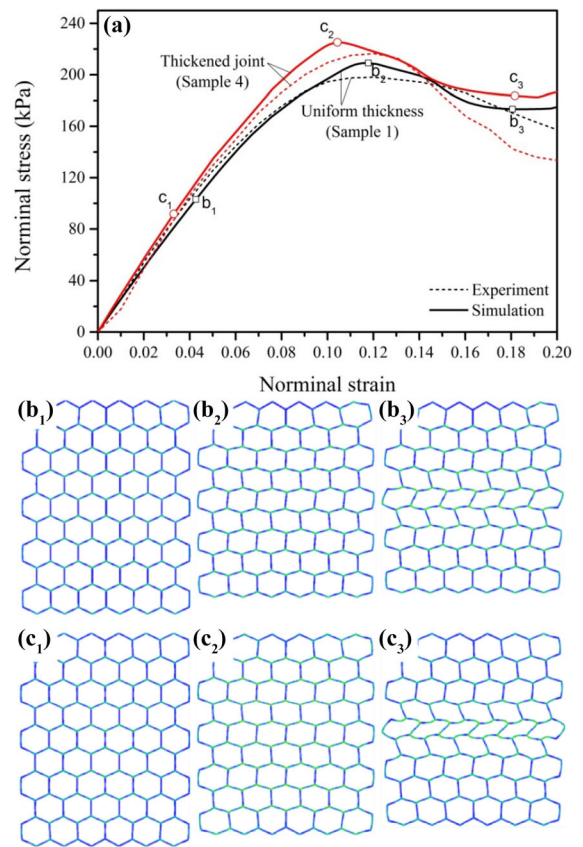 (a)
Norminal stress (kPa)
240
200
160
120
80
40
0
Thickened joint
(Sample 4)
Uniform thickness
(Sample 1)
c1
b1
c2
b2
c3
b3
Experiment
Simulation
0.00 0.02 0.04 0.06 0.08 0.10 0.12 0.14 0.16 0.18 0.20
Norminal strain
(b1) (b2) (b3)
(c1) (c2) (c3)